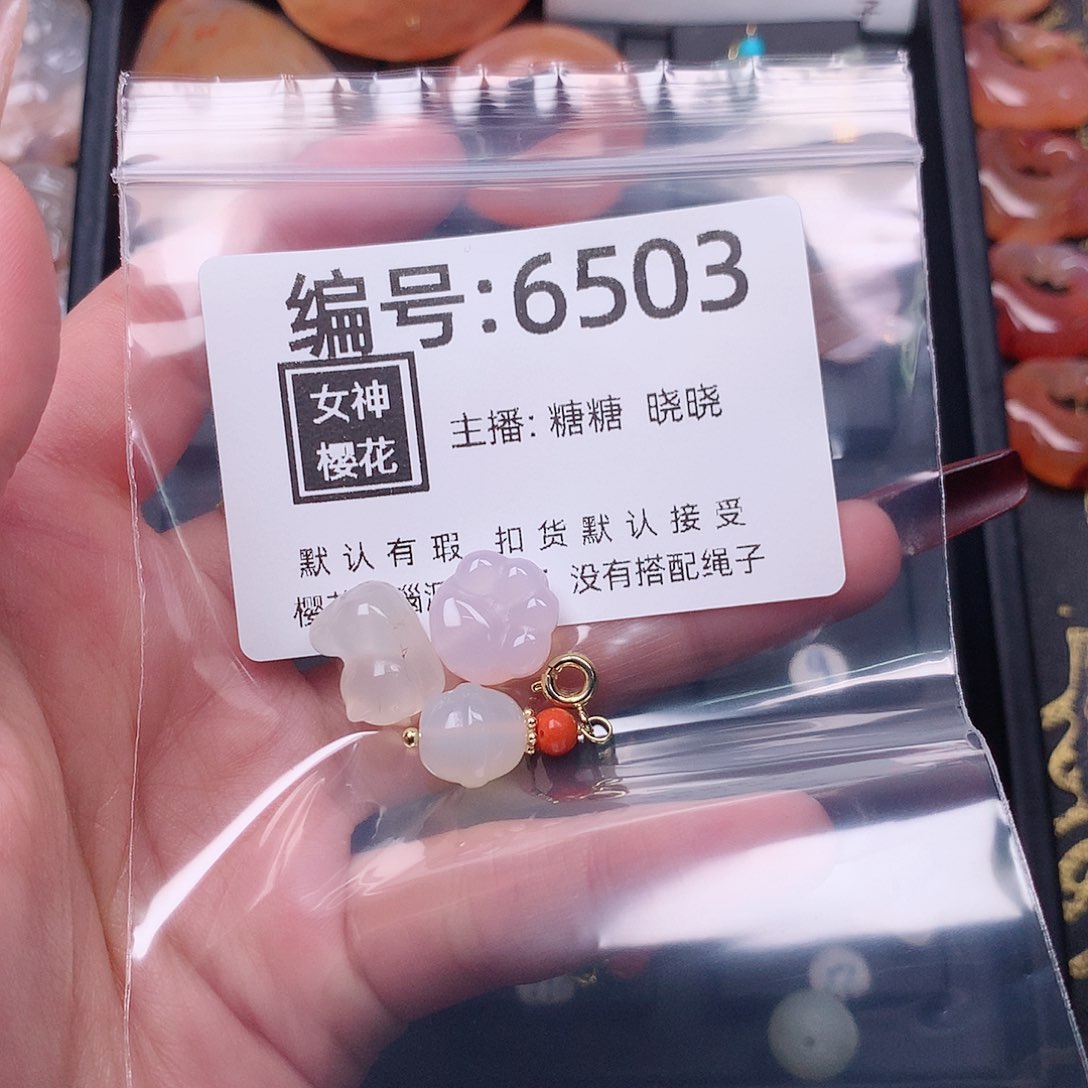 编号:6503
女神
樱花
主播: 糖糖 晓晓
默认有瑕 扣货默认接受
樱 没有搭配绳子